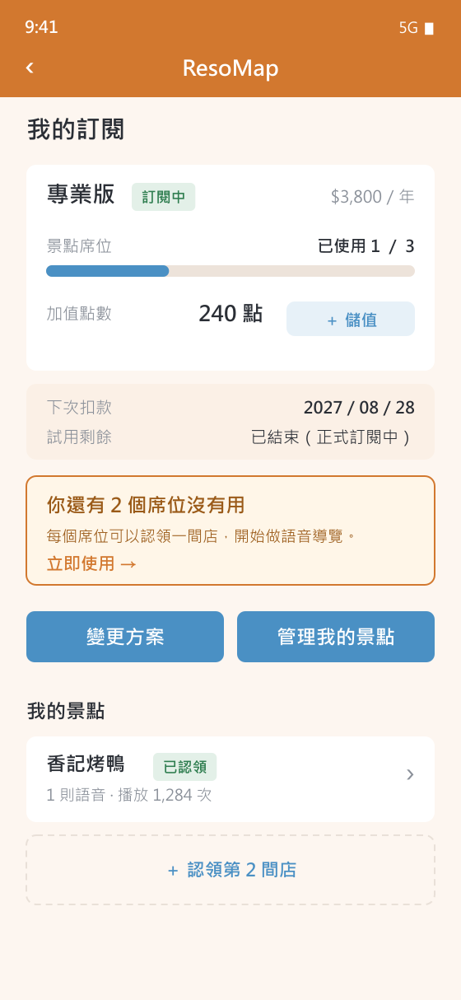 9:41
5G
‹
ResoMap
我的訂閱
專業版 訂閱中 $3,800 / 年
景點席位 已使用 1 / 3
加值點數 240 點 + 儲值
下次扣款 2027 / 08 / 28
試用剩餘 已結束 ( 正式訂閱中 )
你還有 2 個席位沒有用
每個席位可以認領一間店，開始做語音導覽。
立即使用 →
變更方案 管理我的景點
我的景點
香記烤鴨 已認領
1 則語音 · 播放 1,284 次
›
+ 認領第 2 間店